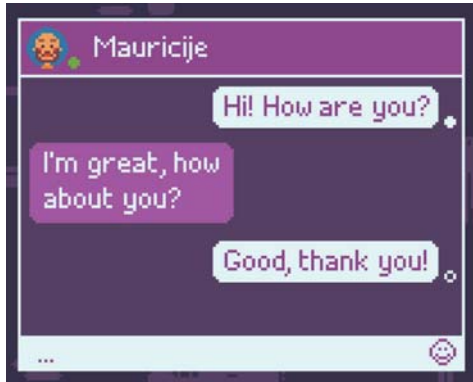 Mauricije
Hi! How are you?
I'm great, how
about you?
Good, thank you!
...